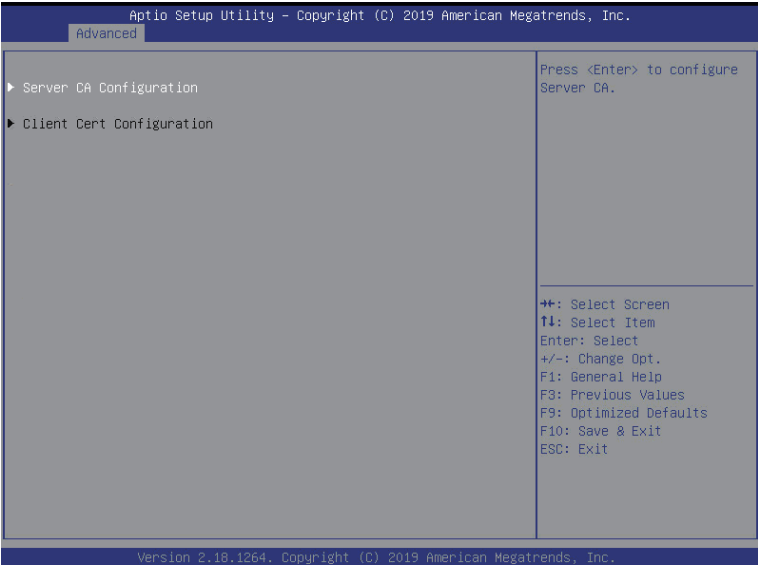 Aptio Setup Utility – Copyright (C) 2019 American Megatrends, Inc.
Advanced
▶ Server CA Configuration
▶ Client Cert Configuration
Press <Enter> to configure
Server CA.
→←: Select Screen
↑↓: Select Item
Enter: Select
+/-: Change Opt.
F1: General Help
F3: Previous Values
F9: Optimized Defaults
F10: Save & Exit
ESC: Exit
Version 2.18.1264. Copyright (C) 2019 American Megatrends, Inc.